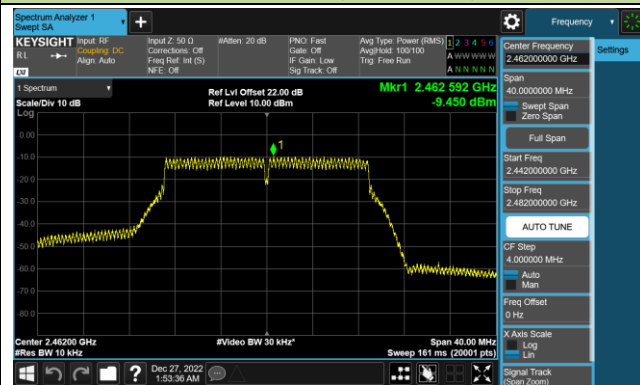 Spectrum Analyzer 1
Swept SA
Frequency
KEYSIGHT
Input: RF
Coupling: DC
Align: Auto
Input Z: 50 Ω
Corrections: Off
Freq Ref: Int (S)
NFE: Off
#Atten: 20 dB
PNO: Fast
Gate: Off
IF Gain: Low
Sig Track: Off
Avg Type: Power (RMS)
Avg|Hold: 100/100
Trig: Free Run
1 2 3 4 5 6
A W W W W W
A N N N N N
R L
LXI
1 Spectrum
Scale/Div 10 dB
Log
Ref Lvl Offset 22.00 dB
Ref Level 10.00 dBm
Mkr1 2.462 592 GHz
-9.450 dBm
1
0.00
-10.0
-20.0
-30.0
-40.0
-50.0
-60.0
-70.0
-80.0
Center 2.46200 GHz
#Res BW 10 kHz
#Video BW 30 kHz*
Span 40.00 MHz
Sweep 161 ms (20001 pts)
Dec 27, 2022
1:53:36 AM
Center Frequency
2.462000000 GHz
Settings
Span
40.0000000 MHz
Swept Span
Zero Span
Full Span
Start Freq
2.442000000 GHz
Stop Freq
2.482000000 GHz
AUTO TUNE
CF Step
4.000000 MHz
Auto
Man
Freq Offset
0 Hz
X Axis Scale
Log
Lin
Signal Track
(Span Zoom)